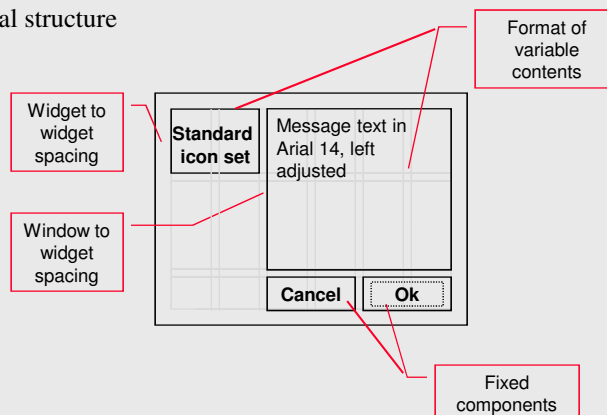 al structure
Format of
variable
contents
Widget to
widget
spacing
Standard
icon set
Message text in
Arial 14, left
adjusted
Window to
widget
spacing
Cancel
Ok
Fixed
components